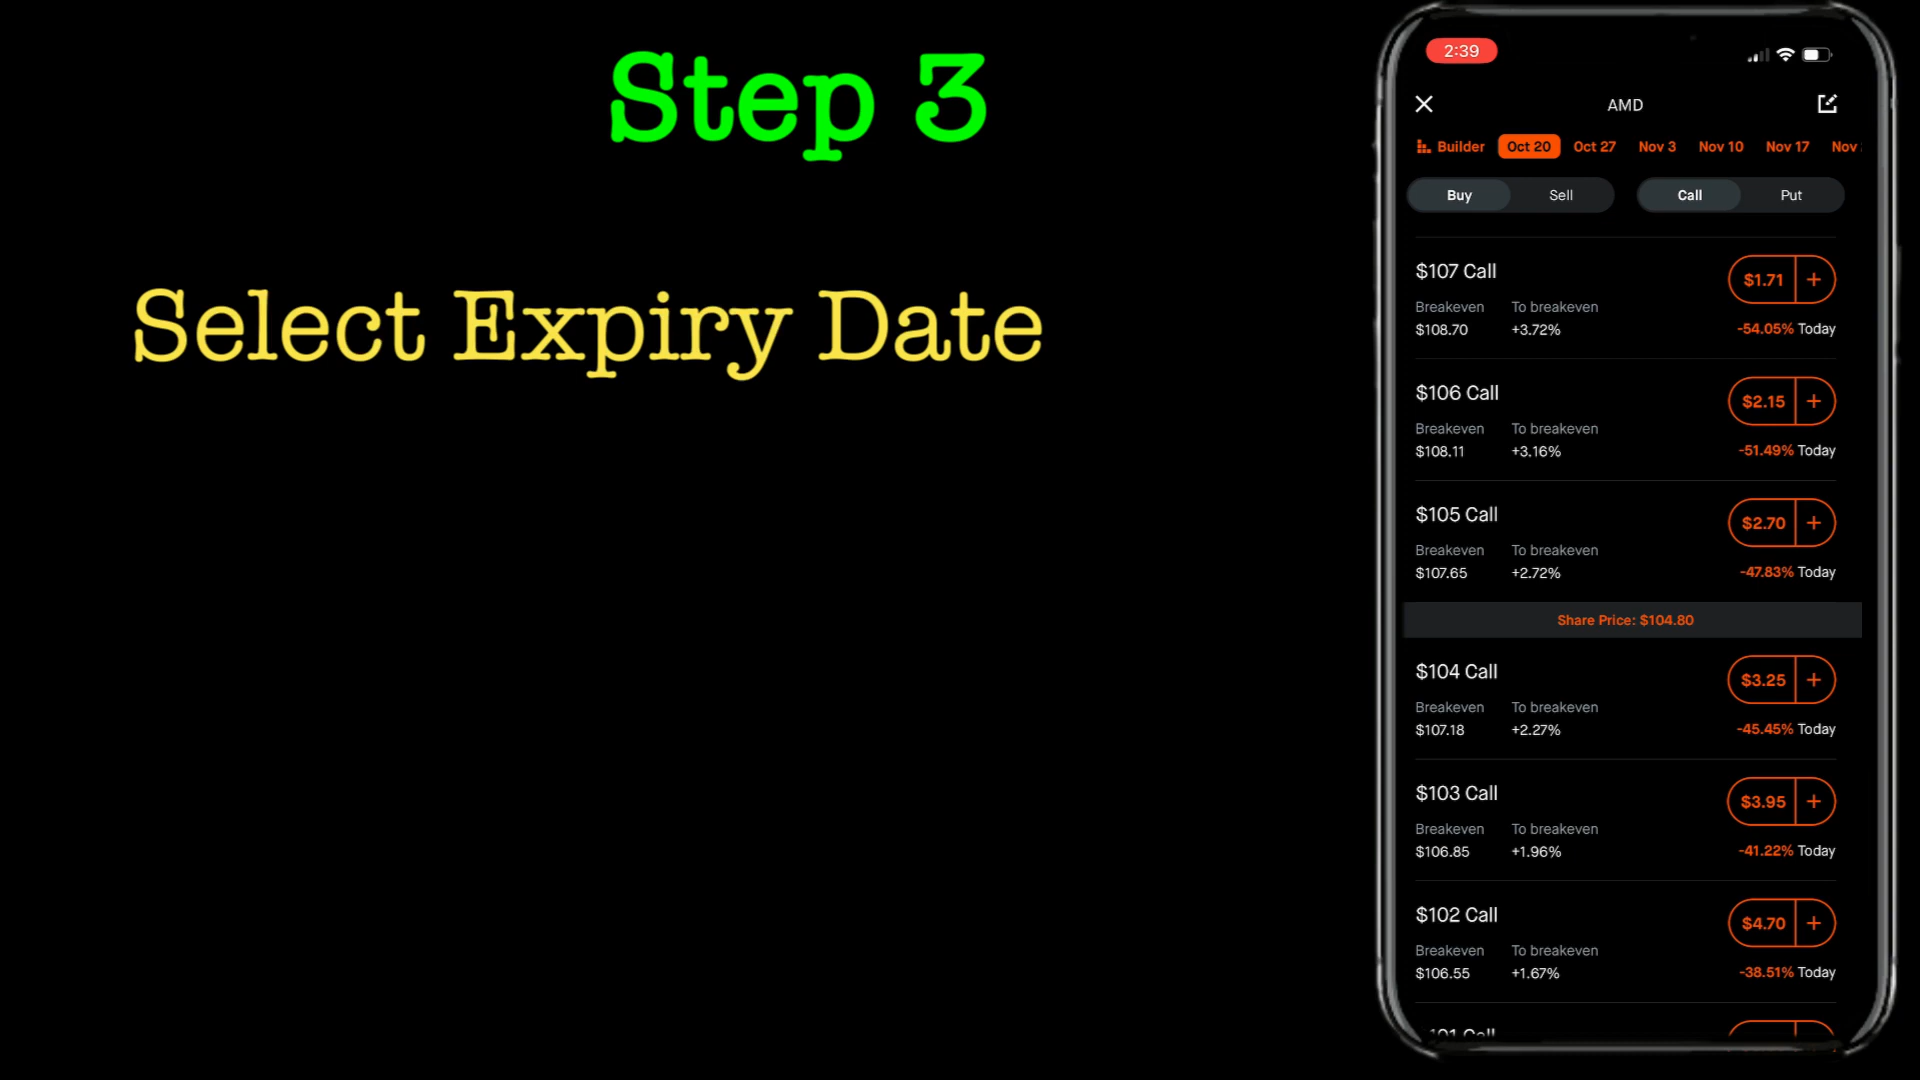 Step 3
Select Expiry Date
2:39
AMD
Builder Oct 20 Oct 27 Nov 3 Nov 10 Nov 17 Nov
Buy Sell Call Put
$107 Call $1.71 +
Breakeven To breakeven
$108.70 +3.72% -54.05% Today
$106 Call $2.15 +
Breakeven To breakeven
$108.11 +3.16% -51.49% Today
$105 Call $2.70 +
Breakeven To breakeven
$107.65 +2.72% -47.83% Today
Share Price: $104.80
$104 Call $3.25 +
Breakeven To breakeven
$107.18 +2.27% -45.45% Today
$103 Call $3.95 +
Breakeven To breakeven
$106.85 +1.96% -41.22% Today
$102 Call $4.70 +
Breakeven To breakeven
$106.55 +1.67% -38.51% Today
101 Call